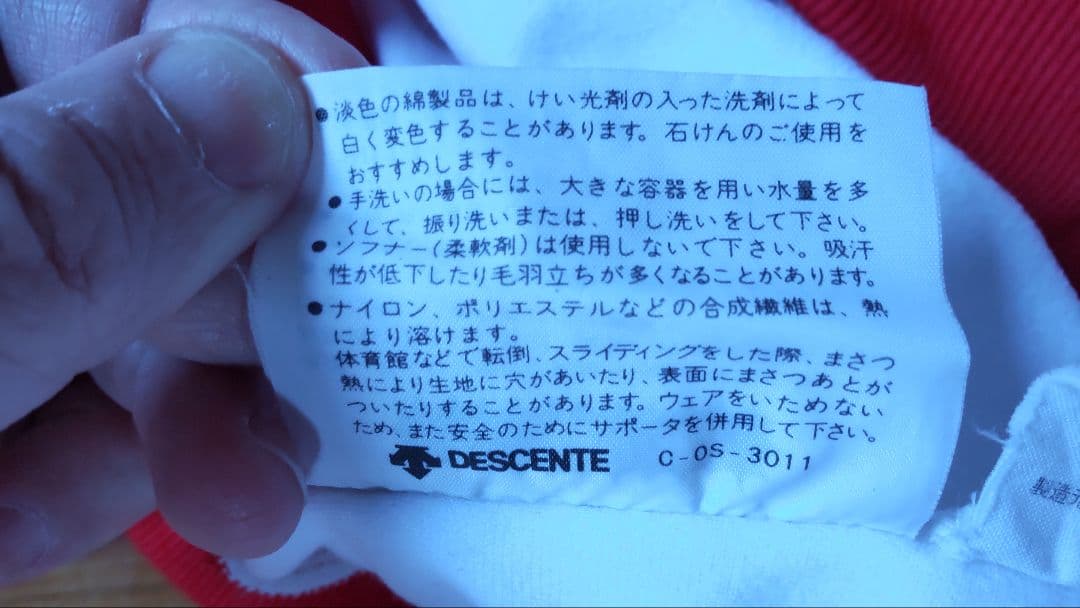 ●淡色の綿製品は、けい光剤の入った洗剤によって
白く変色することがあります。石けんのご使用を
おすすめします。
●手洗いの場合には、大きな容器を用い水量を多
くして、振り洗いまたは、押し洗いをして下さい。
●ソフナー(柔軟剤)は使用しないで下さい。吸汗
性が低下したり毛羽立ちが多くなることがあります。
●ナイロン、ポリエステルなどの合成繊維は、熱
により溶けます。
体育館などで転倒、スライディングをした際、まさつ
熱により生地に穴があいたり、表面にまさつあとが
ついたりすることがあります。ウェアをいためない
ため、また安全のためにサポータを併用して下さい。
DESCENTE C-OS-3011
製造